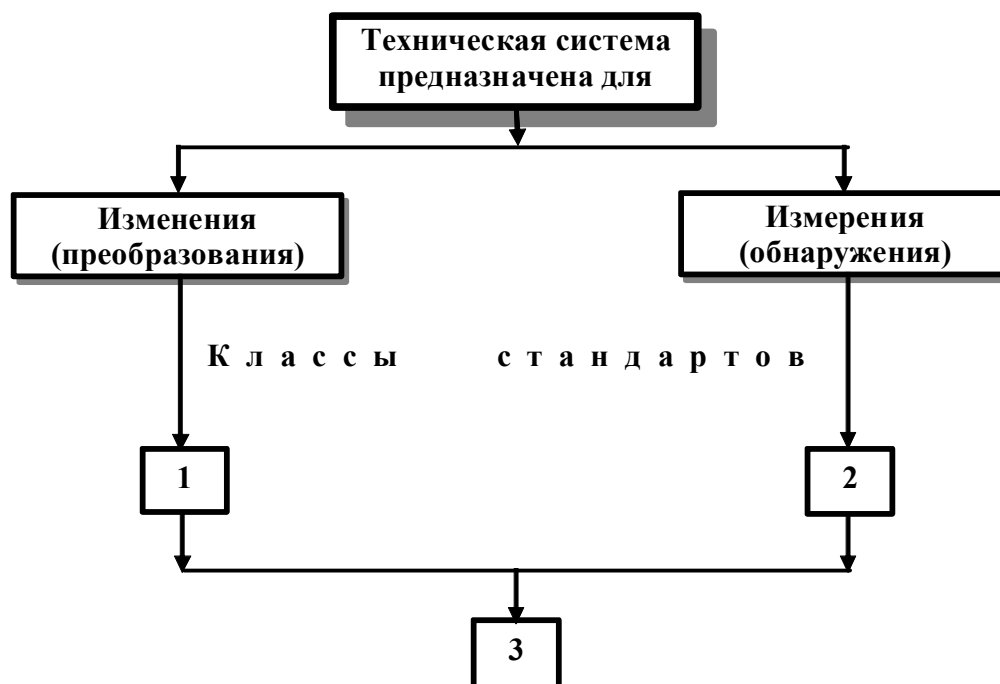 Техническая система
предназначена для
Изменения
(преобразования)
Измерения
(обнаружения)
Классы стандартов
1
2
3